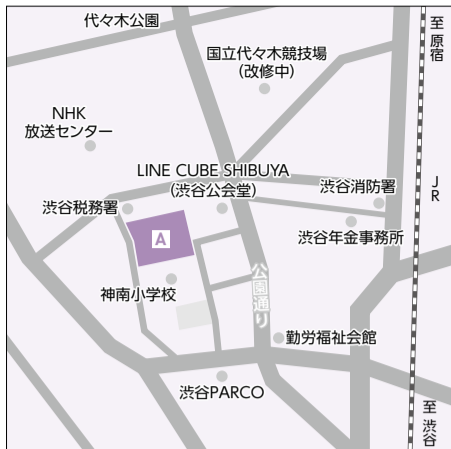 代々木公園
至 原宿
国立代々木競技場
(改修中)
NHK
放送センター
LINE CUBE SHIBUYA
(渋谷公会堂)
渋谷消防署
JR
渋谷税務署
渋谷年金事務所
A
公園通り
神南小学校
勤労福祉会館
渋谷PARCO
至 渋谷